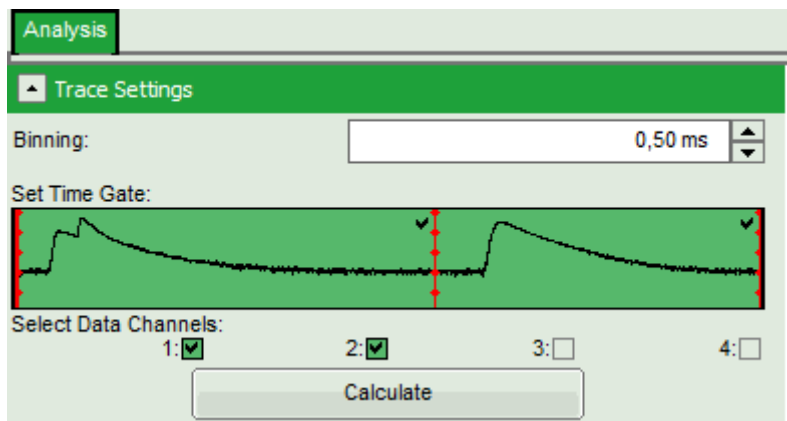 Analysis
Trace Settings
Binning: 0,50 ms
Set Time Gate:
Select Data Channels:
1: 2: 3: 4:
Calculate